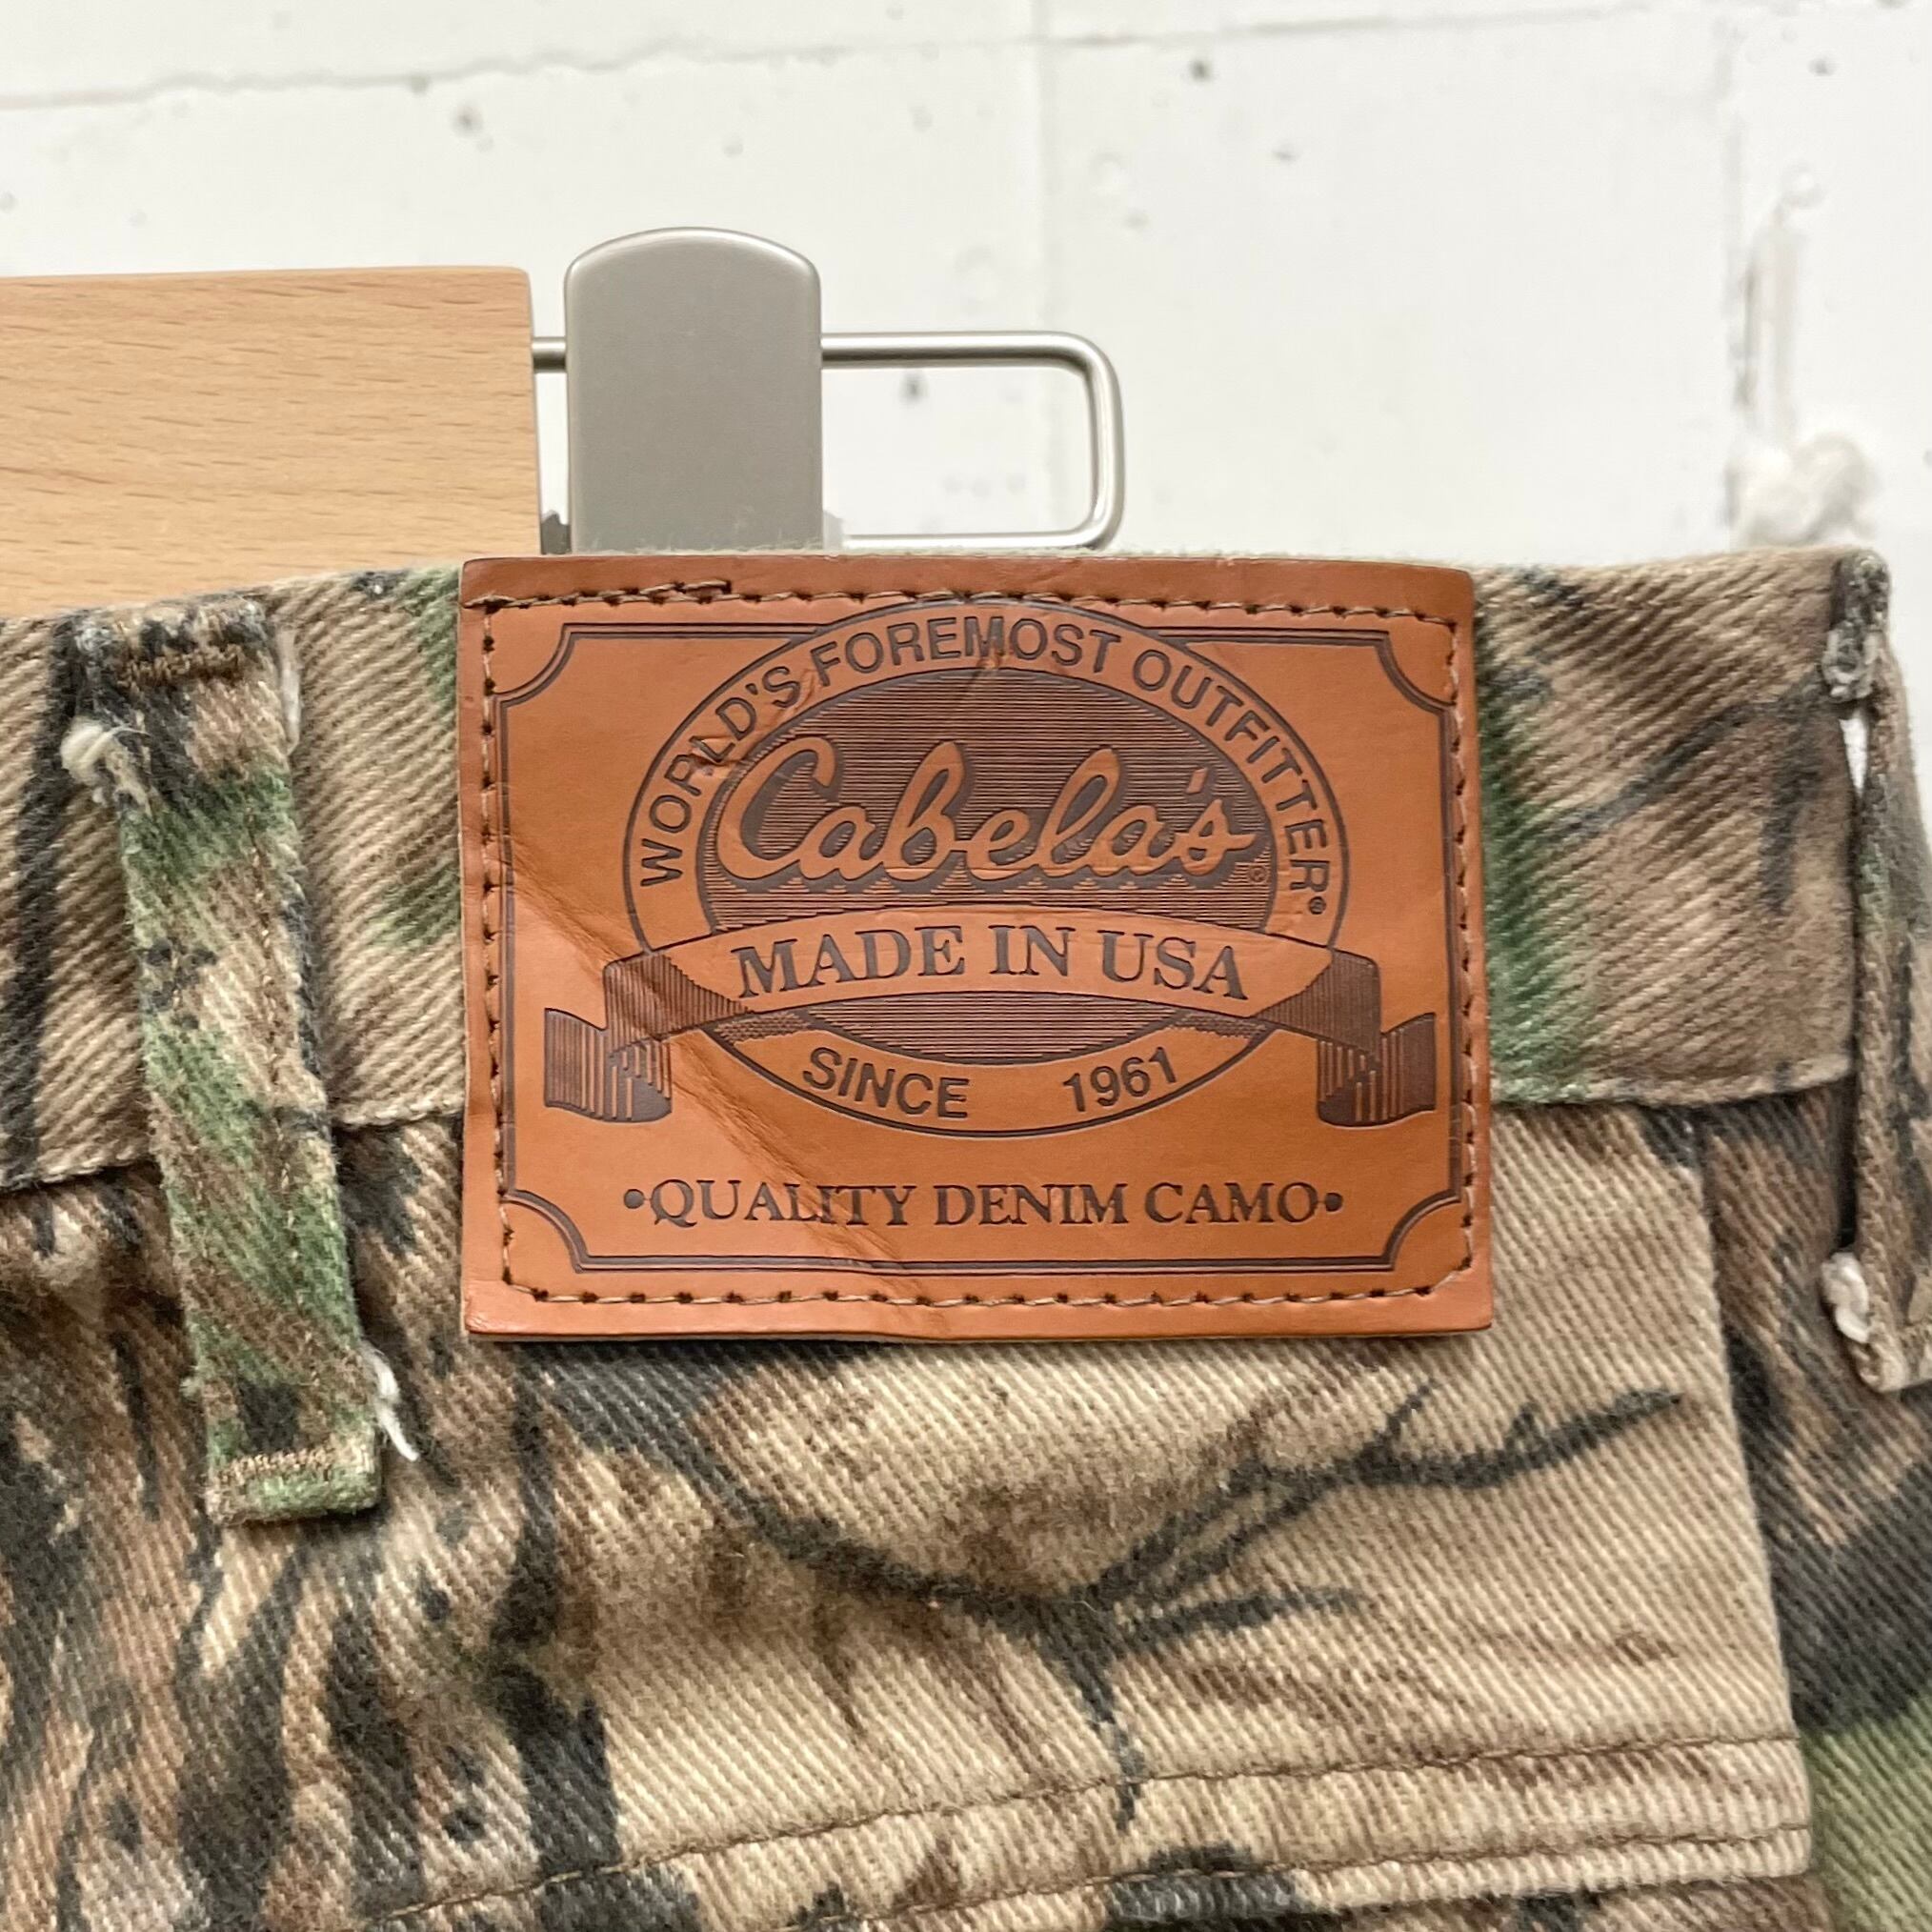 WORLD'S FOREMOST OUTFITTER®
Cabela's®
MADE IN USA
SINCE 1961
•QUALITY DENIM CAMO•